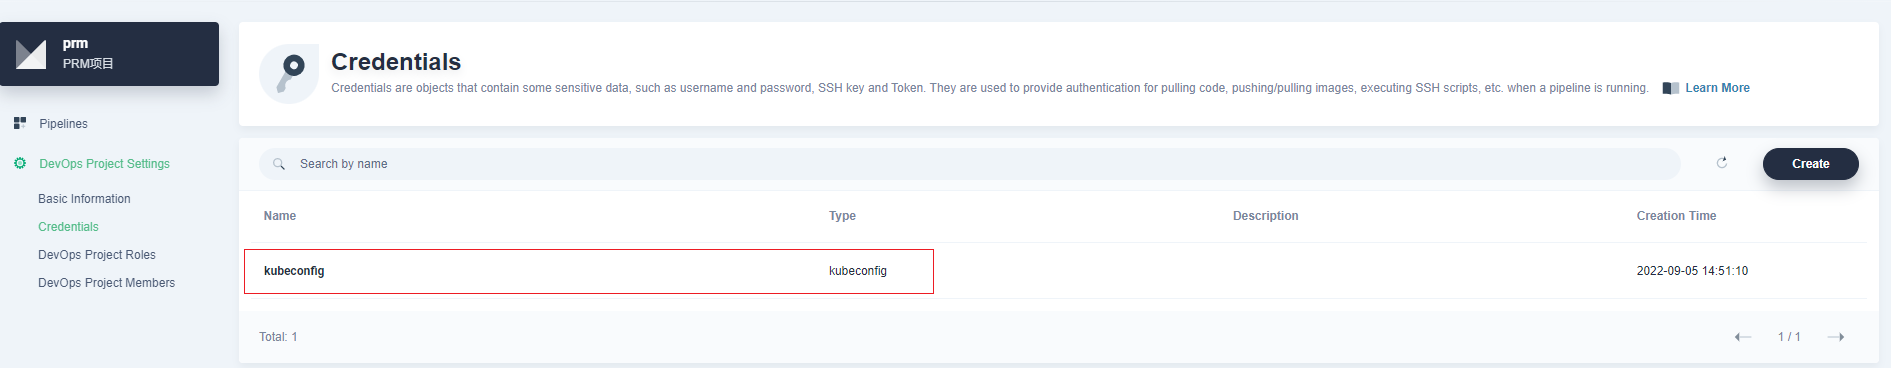 prm
PRM项目
Pipelines
DevOps Project Settings
Basic Information
Credentials
DevOps Project Roles
DevOps Project Members
Credentials
Credentials are objects that contain some sensitive data, such as username and password, SSH key and Token. They are used to provide authentication for pulling code, pushing/pulling images, executing SSH scripts, etc. when a pipeline is running. Learn More
Search by name Create
Name Type Description Creation Time
kubeconfig kubeconfig 2022-09-05 14:51:10
Total: 1 1 / 1